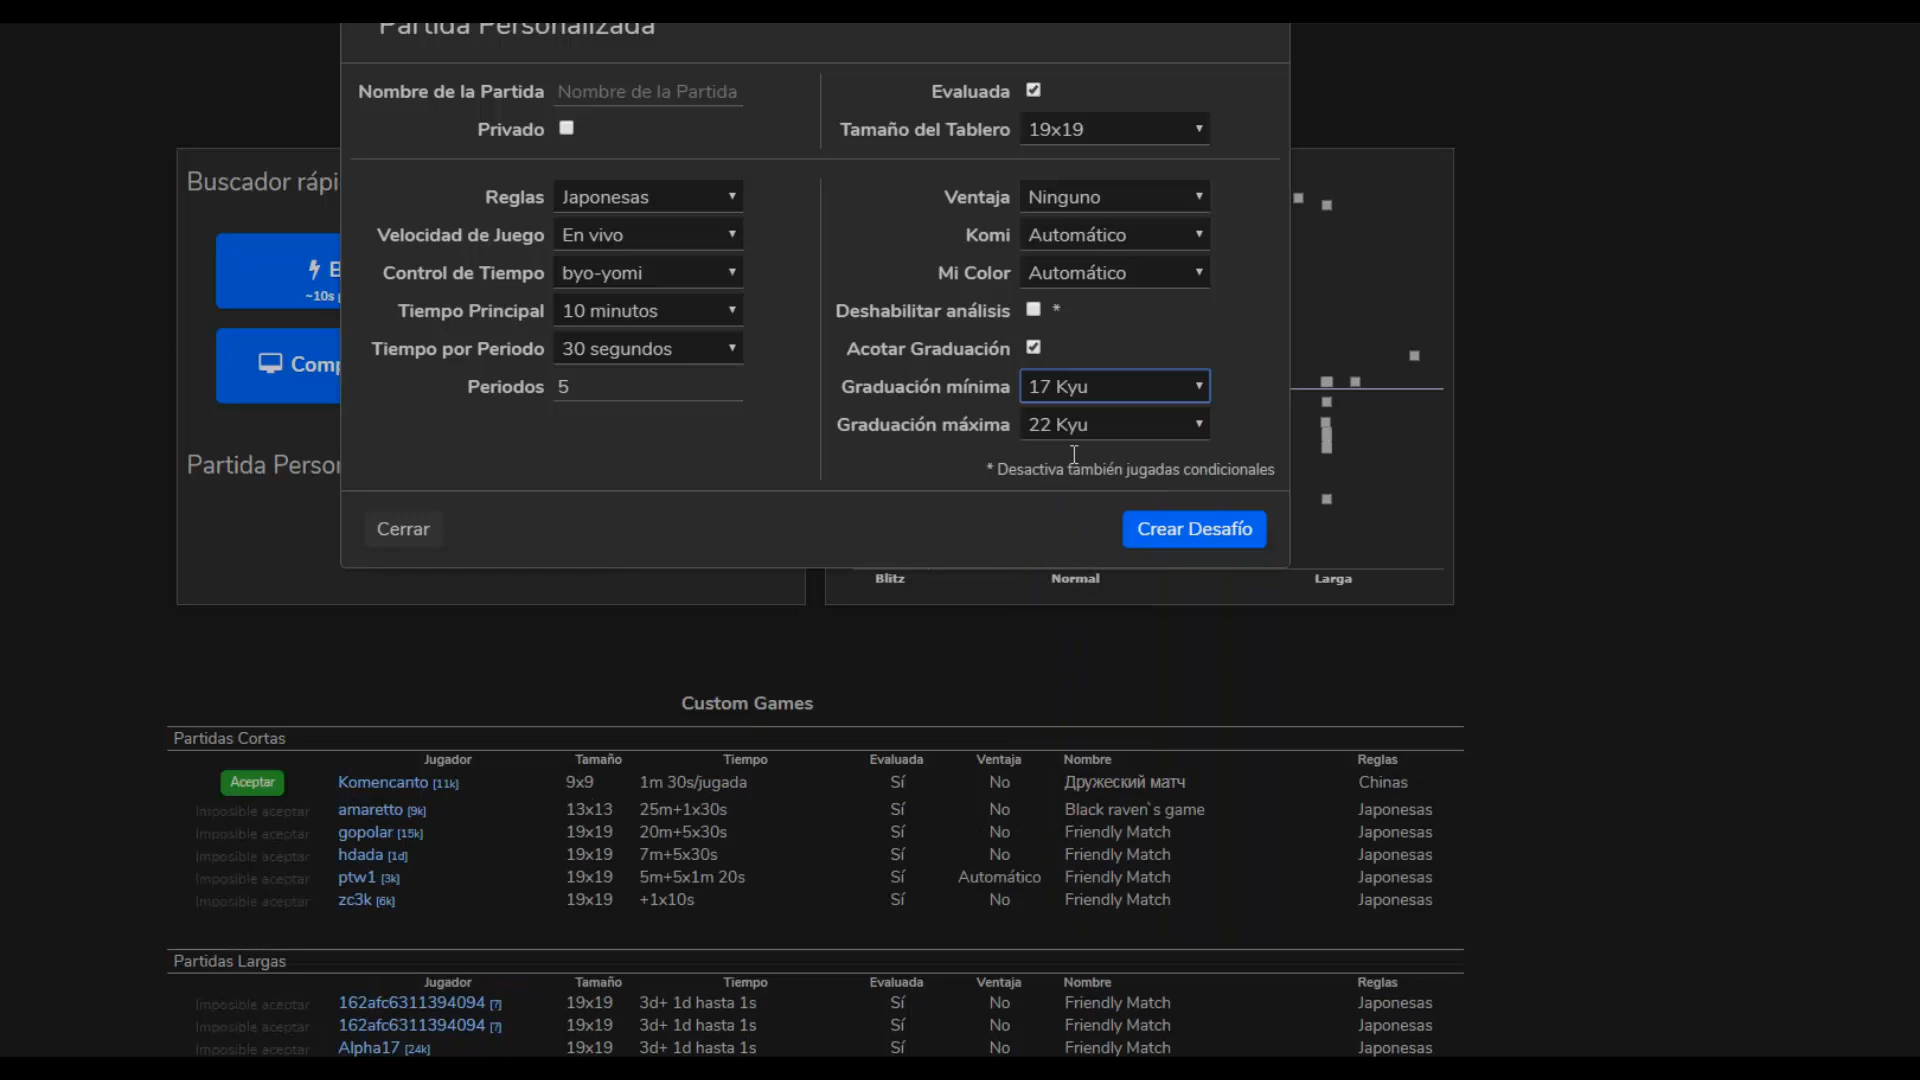 Partida Personalizada
Nombre de la Partida Nombre de la Partida
Privado
Evaluada
Tamaño del Tablero 19x19
Reglas Japonesas
Velocidad de Juego En vivo
Control de Tiempo byo-yomi
Tiempo Principal 10 minutos
Tiempo por Periodo 30 segundos
Periodos 5
Ventaja Ninguno
Komi Automático
Mi Color Automático
Deshabilitar análisis *
Acotar Graduación
Graduación mínima 17 Kyu
Graduación máxima 22 Kyu
* Desactiva también jugadas condicionales
Cerrar
Crear Desafío
Buscador rápi
~10s
Comp
Partida Perso
Blitz Normal Larga
Custom Games
Partidas Cortas
Jugador Tamaño Tiempo Evaluada Ventaja Nombre Reglas
Aceptar Komencanto [11k] 9x9 1m 30s/jugada Sí No Дружеский матч Chinas
Imposible aceptar amaretto [9k] 13x13 25m+1x30s Sí No Black raven`s game Japonesas
Imposible aceptar gopolar [15k] 19x19 20m+5x30s Sí No Friendly Match Japonesas
Imposible aceptar hdada [1d] 19x19 7m+5x30s Sí No Friendly Match Japonesas
Imposible aceptar ptw1 [3k] 19x19 5m+5x1m 20s Sí Automático Friendly Match Japonesas
Imposible aceptar zc3k [6k] 19x19 +1x10s Sí No Friendly Match Japonesas
Partidas Largas
Jugador Tamaño Tiempo Evaluada Ventaja Nombre Reglas
Imposible aceptar 162afc6311394094 [?] 19x19 3d+ 1d hasta 1s Sí No Friendly Match Japonesas
Imposible aceptar 162afc6311394094 [?] 19x19 3d+ 1d hasta 1s Sí No Friendly Match Japonesas
Imposible aceptar Alpha17 [24k] 19x19 3d+ 1d hasta 1s Sí No Friendly Match Japonesas